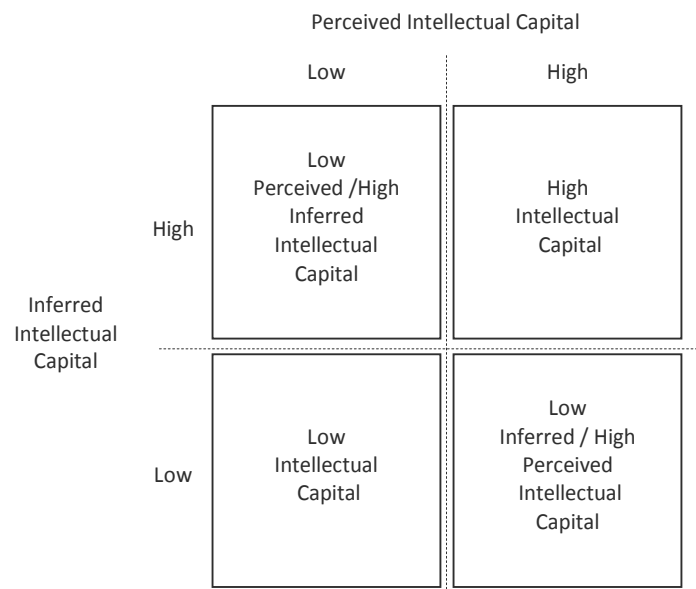 Perceived Intellectual Capital
Low
High
Low
Perceived /High
Inferred
Intellectual
Capital
High
Intellectual
Capital
High
Inferred
Intellectual
Capital
Low
Intellectual
Capital
Low
Inferred / High
Perceived
Intellectual
Capital
Low